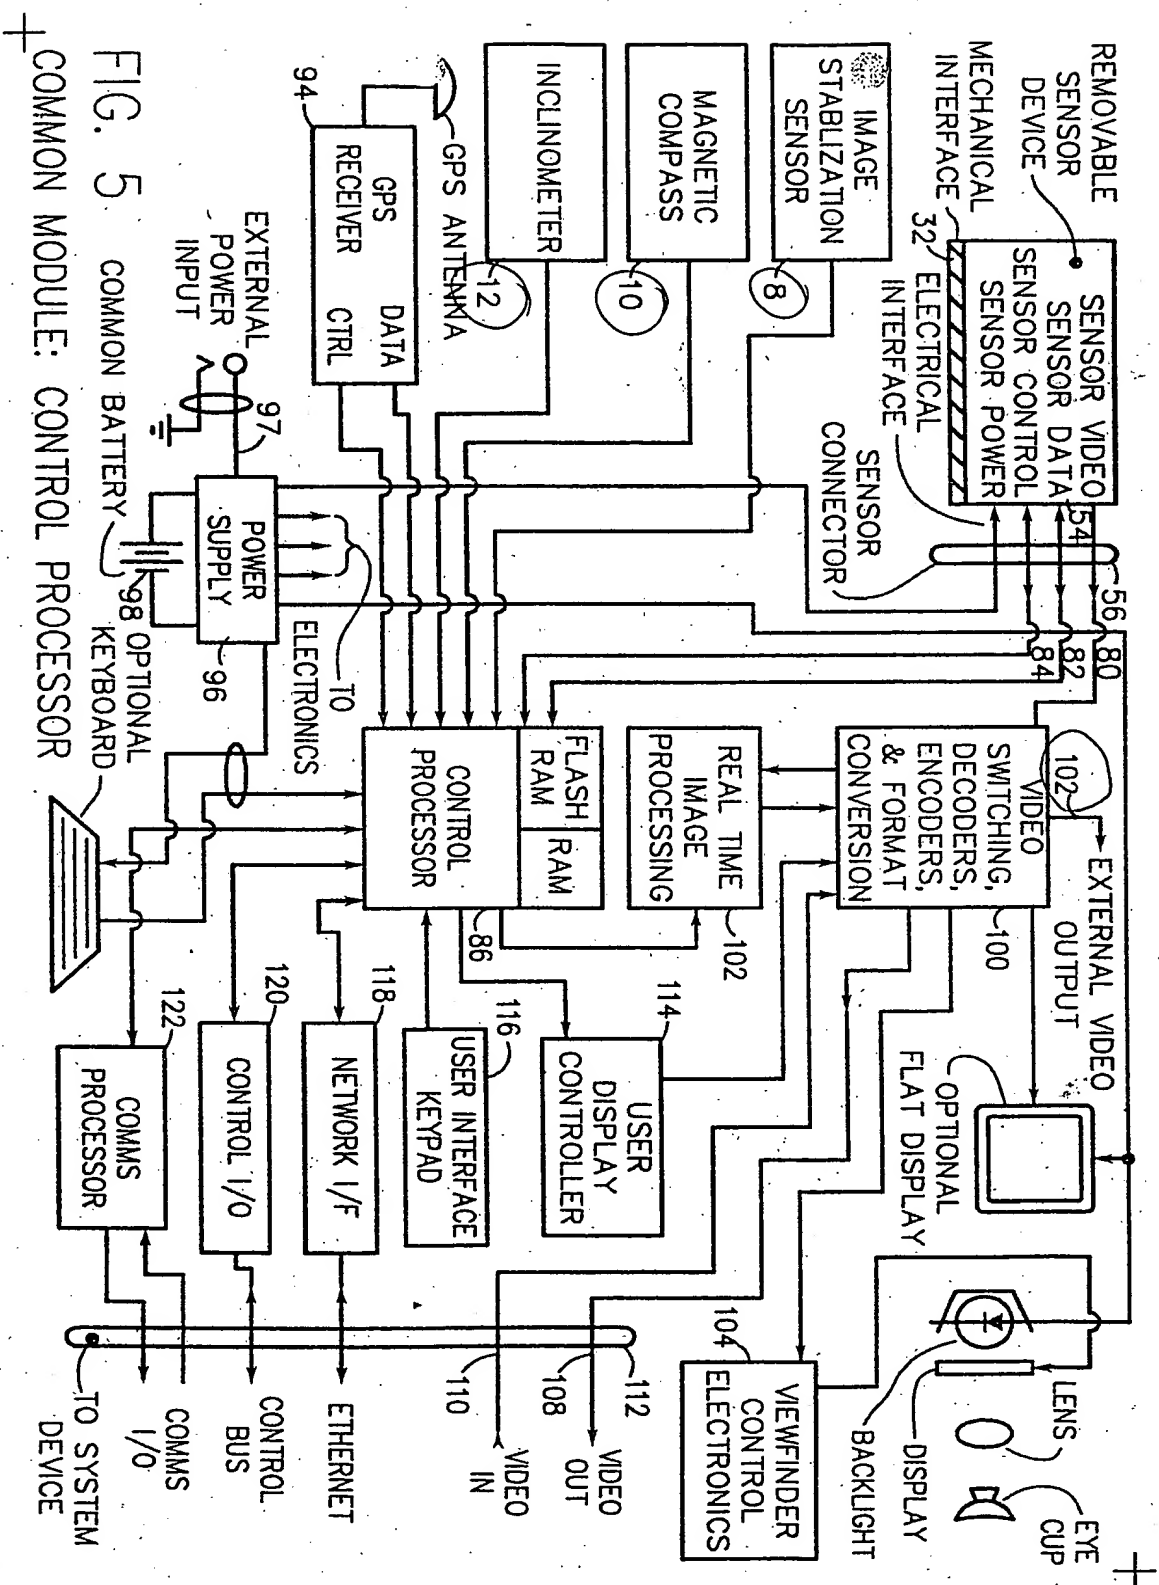 REMOVABLE
SENSOR
DEVICE
MECHANICAL
INTERFACE
32
SENSOR VIDEO
SENSOR DATA
SENSOR CONTROL
SENSOR POWER
ELECTRICAL
INTERFACE
SENSOR
CONNECTOR
54
56
80
82
84
IMAGE
STABLIZATION
SENSOR
8
MAGNETIC
COMPASS
10
INCLINOMETER
12
GPS ANTENNA
94
GPS
RECEIVER
DATA
CTRL
EXTERNAL
POWER
INPUT
97
POWER
SUPPLY
96
COMMON BATTERY
98
TO
ELECTRONICS
OPTIONAL
KEYBOARD
VIDEO
SWITCHING,
DECODERS,
ENCODERS,
& FORMAT
CONVERSION
100
102
EXTERNAL VIDEO
OUTPUT
REAL TIME
IMAGE
PROCESSING
102
FLASH
RAM
RAM
CONTROL
PROCESSOR
86
OPTIONAL
FLAT DISPLAY
USER
DISPLAY
CONTROLLER
114
USER INTERFACE
KEYPAD
116
NETWORK I/F
118
CONTROL I/O
120
COMMS
PROCESSOR
122
VIEWFINDER
CONTROL
ELECTRONICS
104
EYE
CUP
LENS
DISPLAY
BACKLIGHT
112
108
110
VIDEO
OUT
VIDEO
IN
ETHERNET
CONTROL
BUS
COMMS
I/O
TO SYSTEM
DEVICE
FIG. 5
COMMON MODULE: CONTROL PROCESSOR